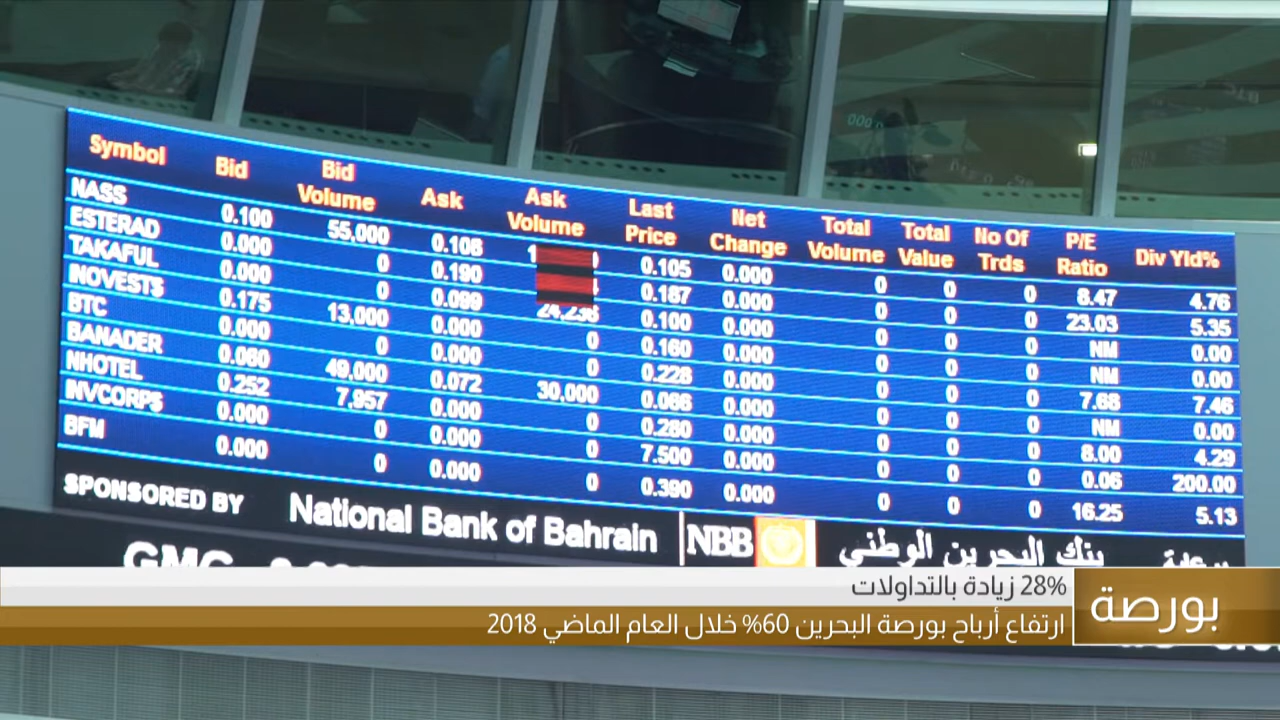 Symbol Bid Bid Volume Ask Ask Volume Last Price Net Change Total Volume Total Value No Of Trds P/E Ratio Div Yld%
NASS 0.100 55,000 0.106 0.105 0.000 0 0 0 8.47 4.76
ESTERAD 0.000 0 0.190 0.187 0.000 0 0 0 23.03 5.35
TAKAFUL 0.000 0 0.099 0.100 0.000 0 0 0 NM 0.00
INOVEST$ 0.175 13,000 0.000 0 0.160 0.000 0 0 0 NM 0.00
BTC 0.000 0 0.000 0 0.228 0.000 0 0 0 7.68 7.46
BANADER 0.060 49,000 0.072 30,000 0.066 0.000 0 0 0 NM 0.00
NHOTEL 0.252 7,957 0.000 0 0.280 0.000 0 0 0 8.00 4.29
INVCORP$ 0.000 0 0.000 0 7.500 0.000 0 0 0 0.06 200.00
BFM 0.000 0 0.000 0 0.390 0.000 0 0 0 16.25 5.13
SPONSORED BY National Bank of Bahrain NBB بنك البحرين الوطني برعاية
GMC
بورصة
28% زيادة بالتداولات
ارتفاع أرباح بورصة البحرين 60% خلال العام الماضي 2018